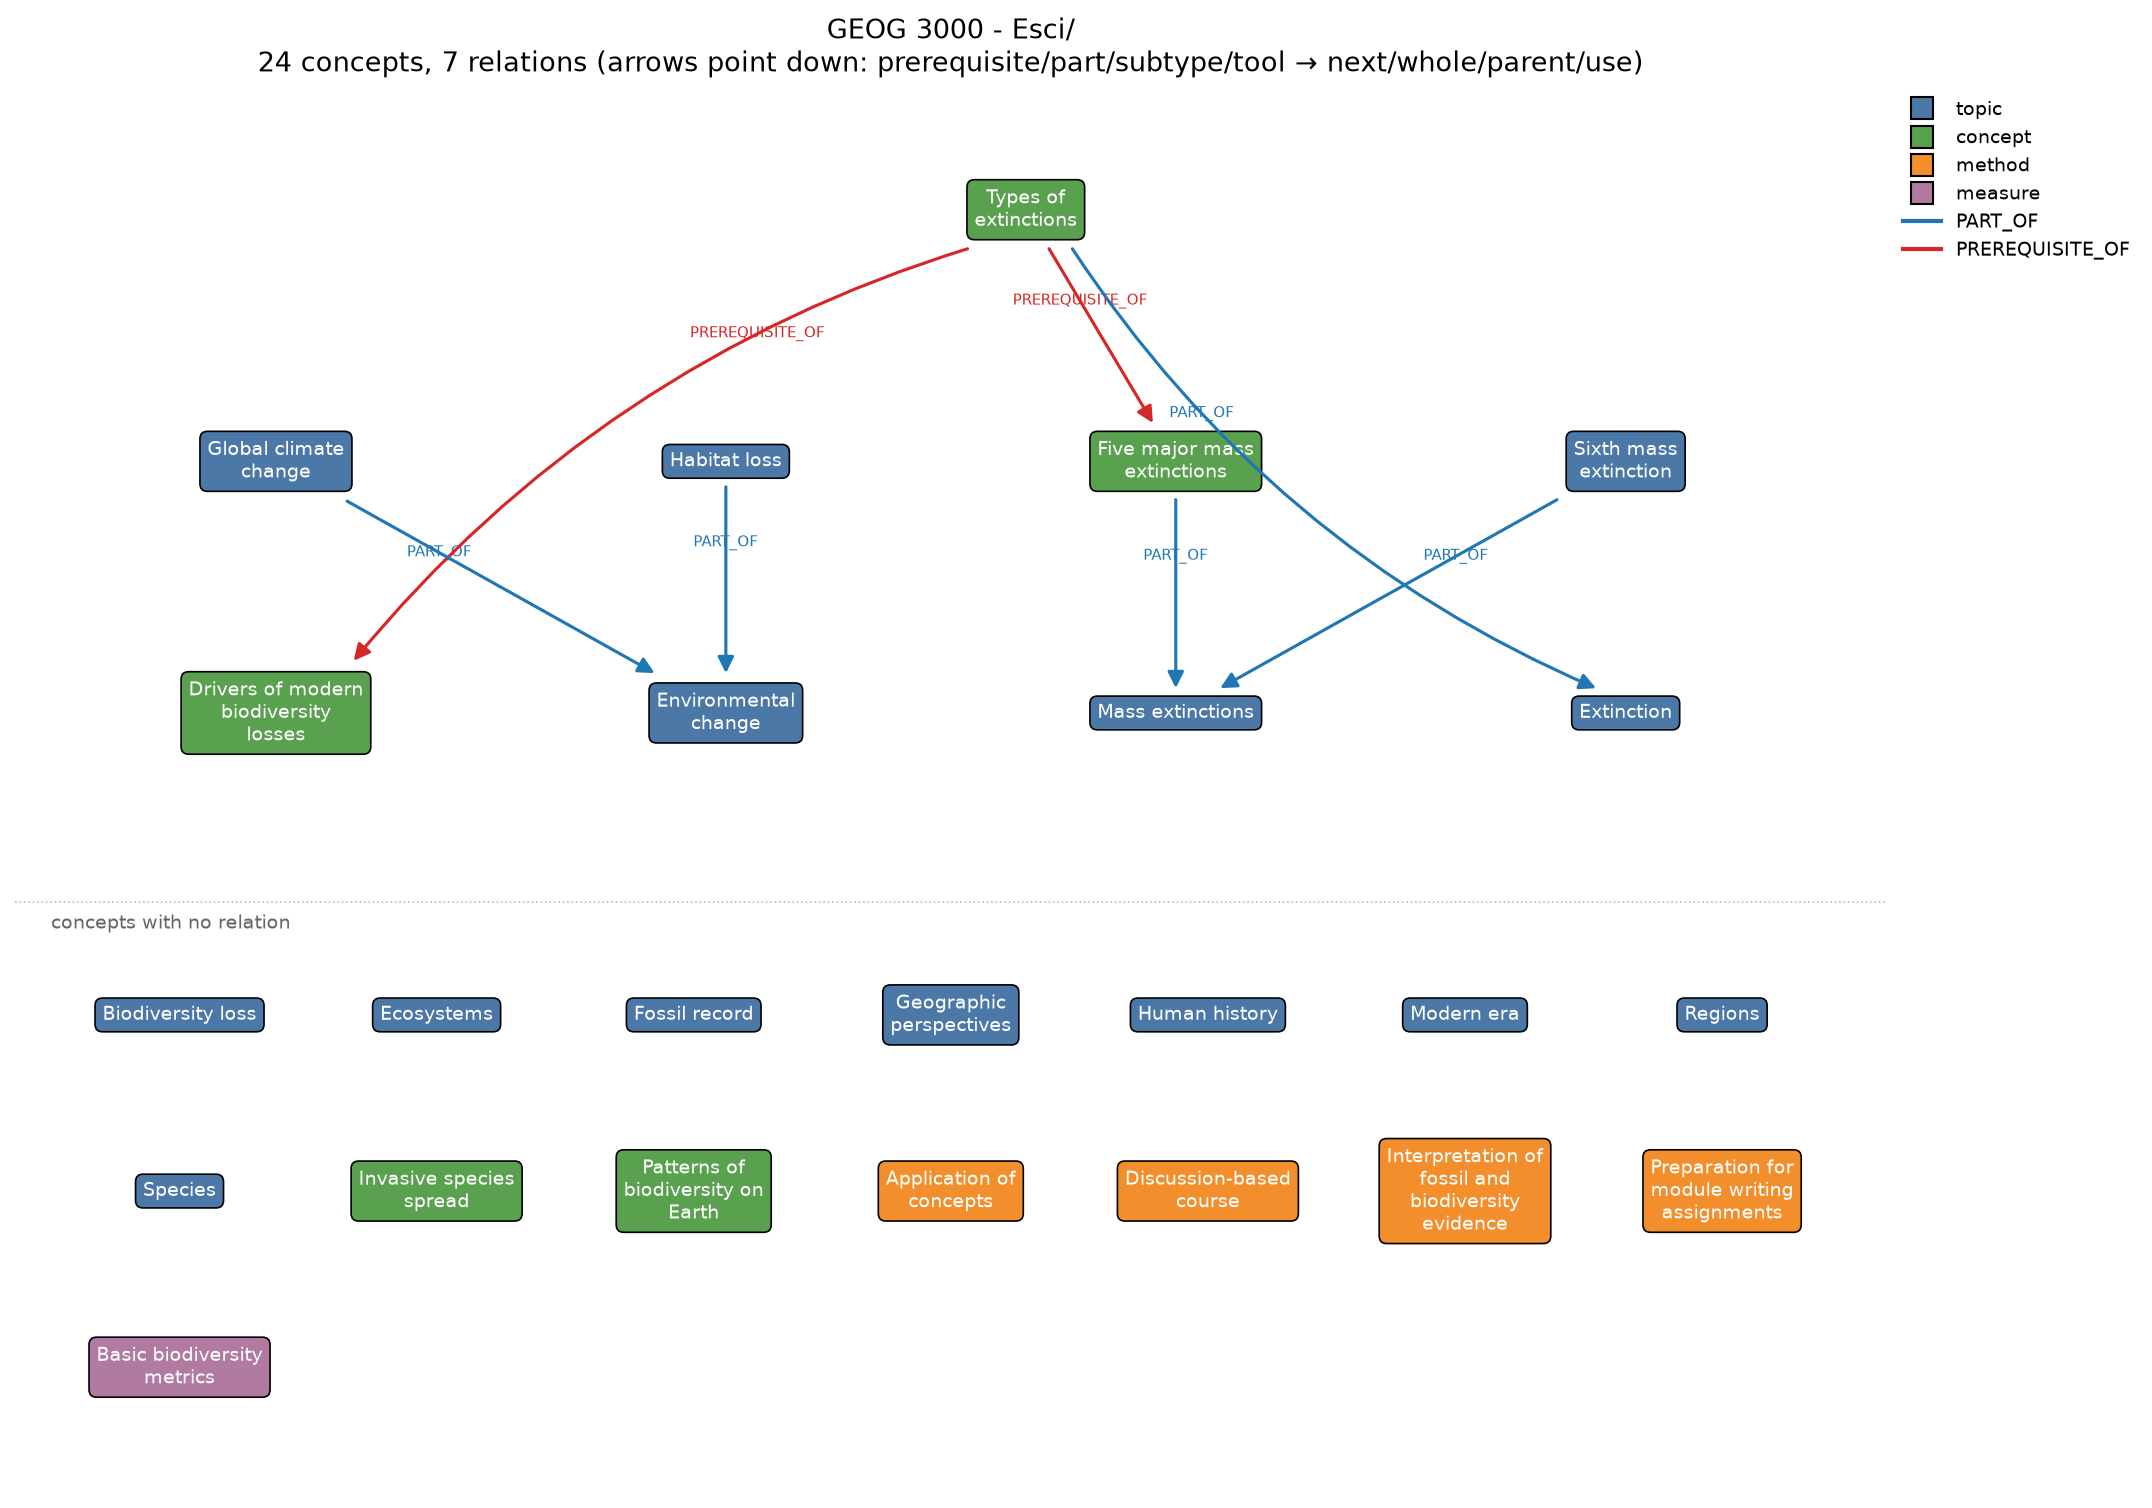 GEOG 3000 - Esci/
24 concepts, 7 relations (arrows point down: prerequisite/part/subtype/tool → next/whole/parent/use)
topic
concept
method
measure
PART_OF
PREREQUISITE_OF
Types of
extinctions
PREREQUISITE_OF
PREREQUISITE_OF
PART_OF
Global climate
change
Habitat loss
Five major mass
extinctions
Sixth mass
extinction
PART_OF
PART_OF
PART_OF
PART_OF
Drivers of modern
biodiversity
losses
Environmental
change
Mass extinctions
Extinction
concepts with no relation
Biodiversity loss
Ecosystems
Fossil record
Geographic
perspectives
Human history
Modern era
Regions
Species
Invasive species
spread
Patterns of
biodiversity on
Earth
Application of
concepts
Discussion-based
course
Interpretation of
fossil and
biodiversity
evidence
Preparation for
module writing
assignments
Basic biodiversity
metrics